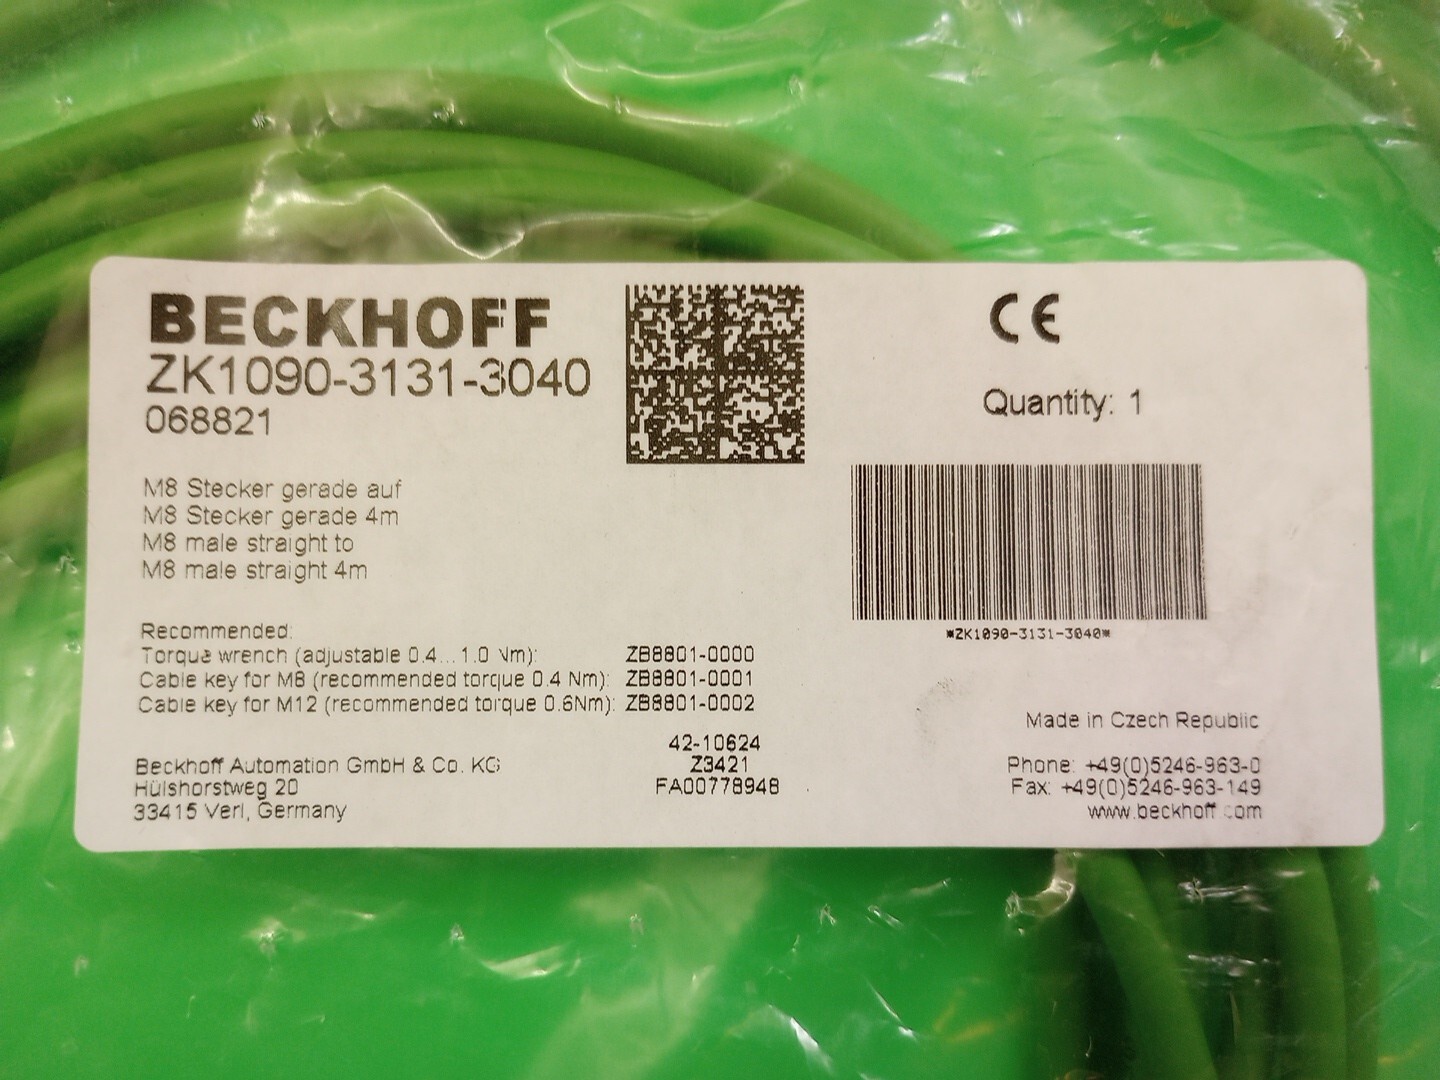 BECKHOFF
ZK1090-3131-3040
068821
CE
Quantity: 1
M8 Stecker gerade auf
M8 Stecker gerade 4m
M8 male straight to
M8 male straight 4m
*ZK1090-3131-3040*
Recommended:
Torque wrench (adjustable 0.4...1.0 Nm): ZB8801-0000
Cable key for M8 (recommended torque 0.4 Nm): ZB8801-0001
Cable key for M12 (recommended torque 0.6Nm): ZB8801-0002
Made in Czech Republic
42-10624
Z3421
FA00778948
Beckhoff Automation GmbH & Co. KG
Hülshorstweg 20
33415 Verl, Germany
Phone: +49(0)5246-963-0
Fax: +49(0)5246-963-149
www.beckhoff.com